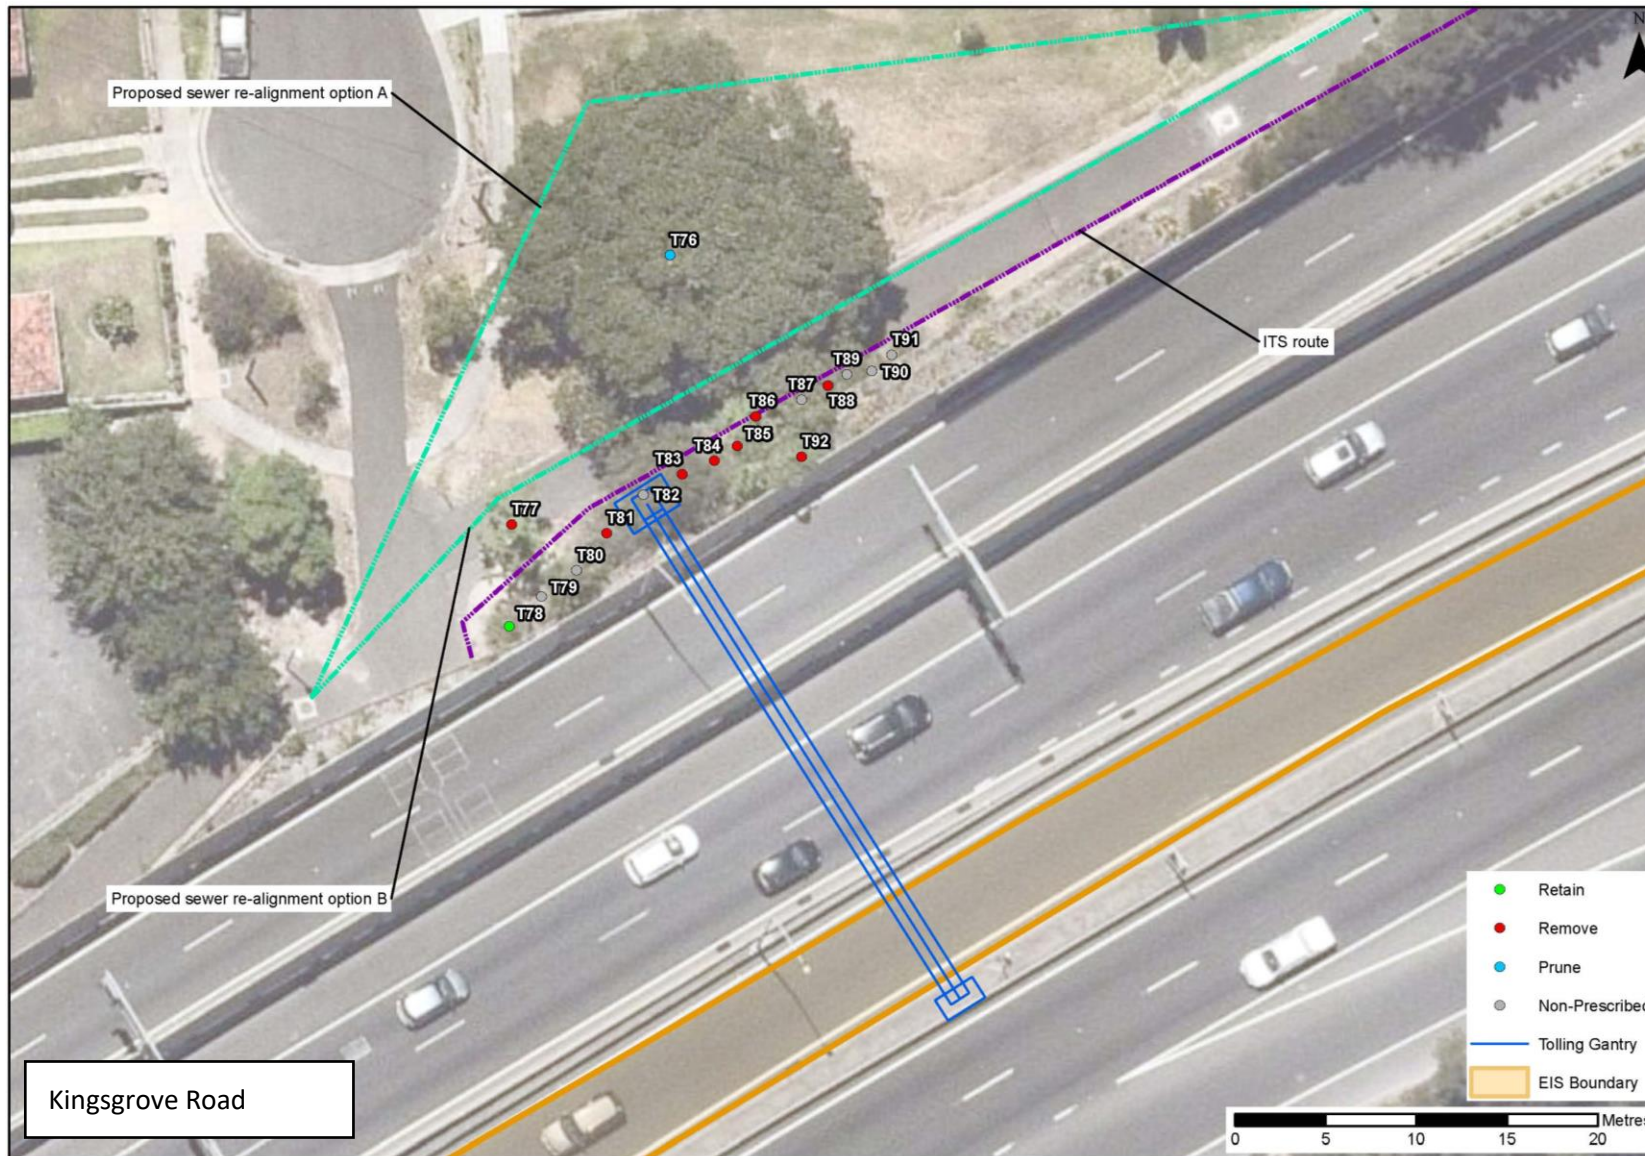 N
Proposed sewer re-alignment option A
T76
ITS route
T91
T89
T90
T87
T88
T86
T85
T92
T84
T83
T82
T77
T81
T80
T79
T78
Proposed sewer re-alignment option B
Retain
Remove
Prune
Non-Prescribed
Tolling Gantry
EIS Boundary
Kingsgrove Road
Metres
0 5 10 15 20